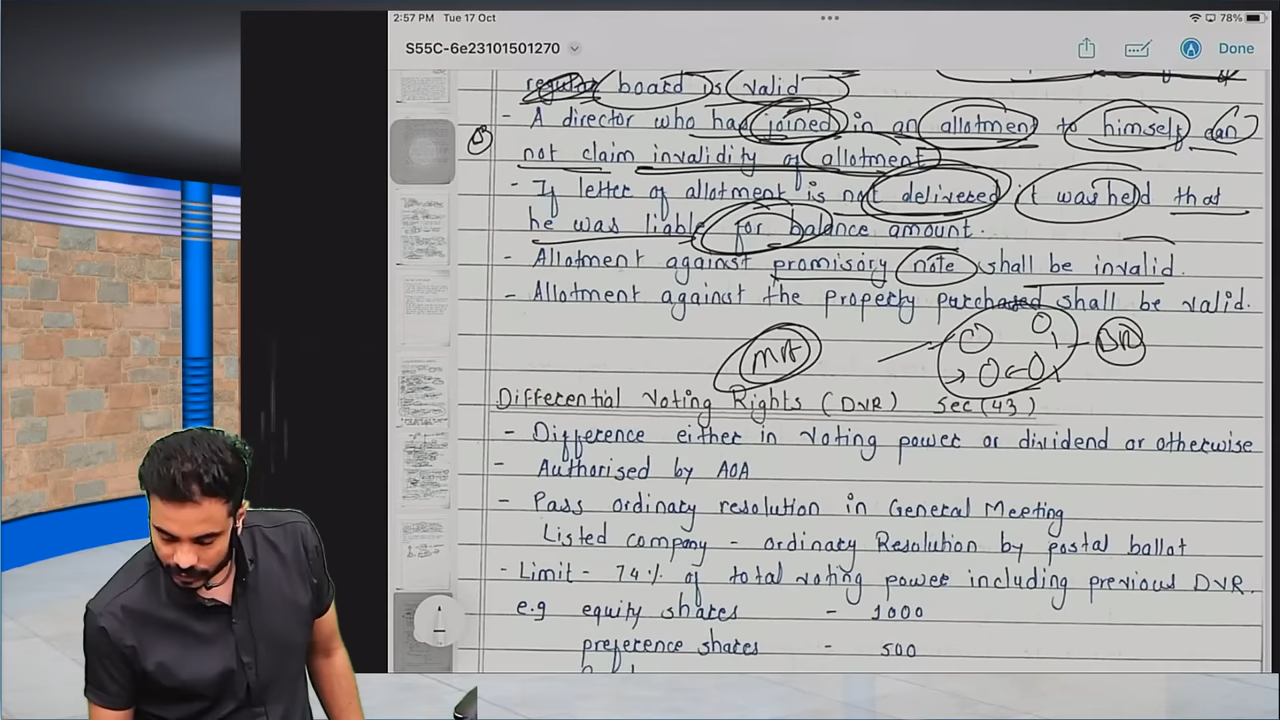 2:57 PM Tue 17 Oct
78%
S55C-6e23101501270
Done
board is valid
- A director who had joined in an allotment to himself can
not claim invalidity of allotment
- If letter of allotment is not delivered it was held that
he was liable for balance amount.
- Allotment against promisory note shall be invalid.
- Allotment against the property purchased shall be valid.
Differential Voting Rights (DVR) Sec (43)
- Difference either in voting power or dividend or otherwise
- Authorised by AOA
- Pass ordinary resolution in General Meeting
Listed company - ordinary Resolution by postal ballot
- Limit - 74% of total voting power including previous DVR.
e.g equity shares - 1000
preference shares - 500